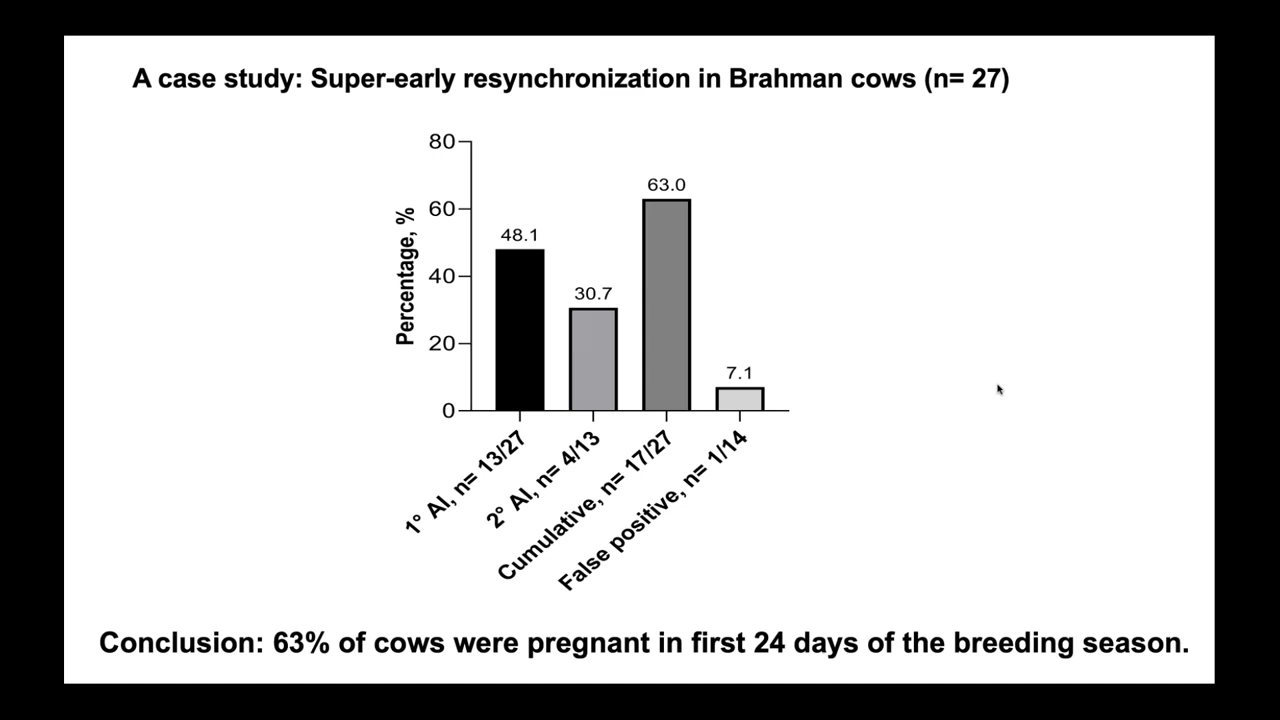 A case study: Super-early resynchronization in Brahman cows (n= 27)
Percentage, %
80
60
40
20
0
48.1
30.7
63.0
7.1
1° AI, n= 13/27
2° AI, n= 4/13
Cumulative, n= 17/27
False positive, n= 1/14
Conclusion: 63% of cows were pregnant in first 24 days of the breeding season.